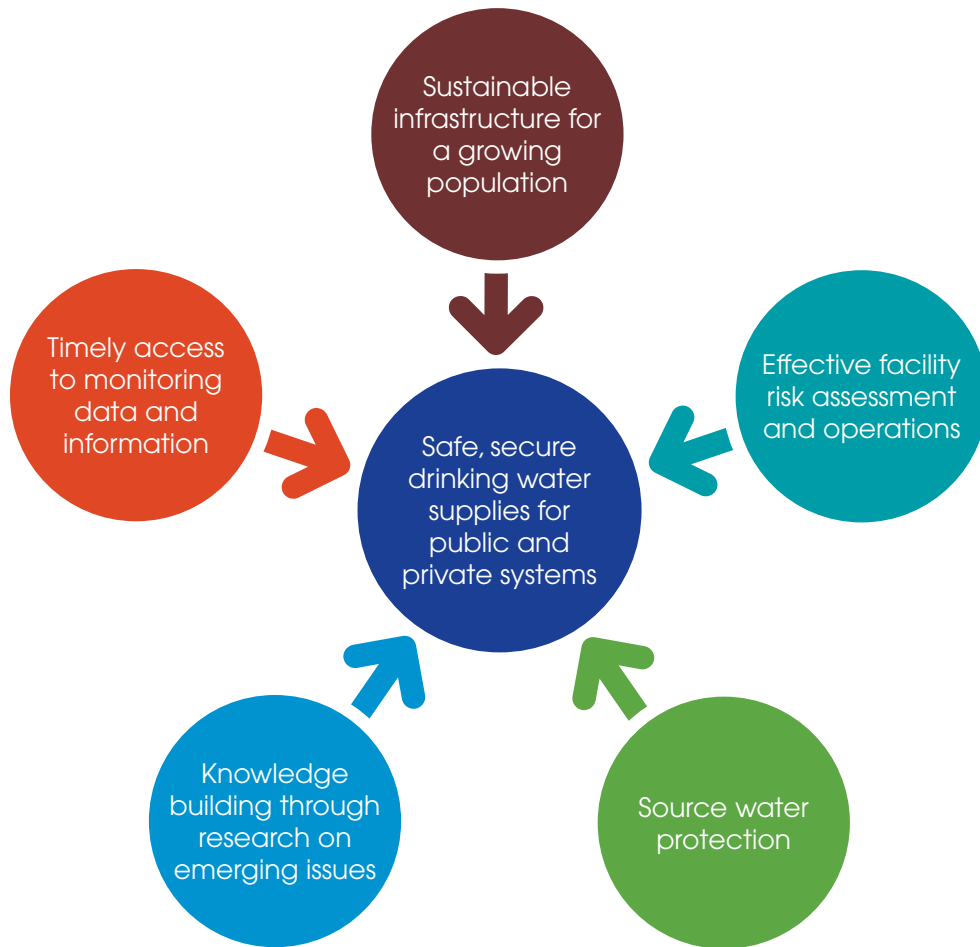 Sustainable
infrastructure for
a growing
population
Timely access
to monitoring
data and
information
Effective facility
risk assessment
and operations
Safe, secure
drinking water
supplies for
public and
private systems
Knowledge
building through
research on
emerging issues
Source water
protection